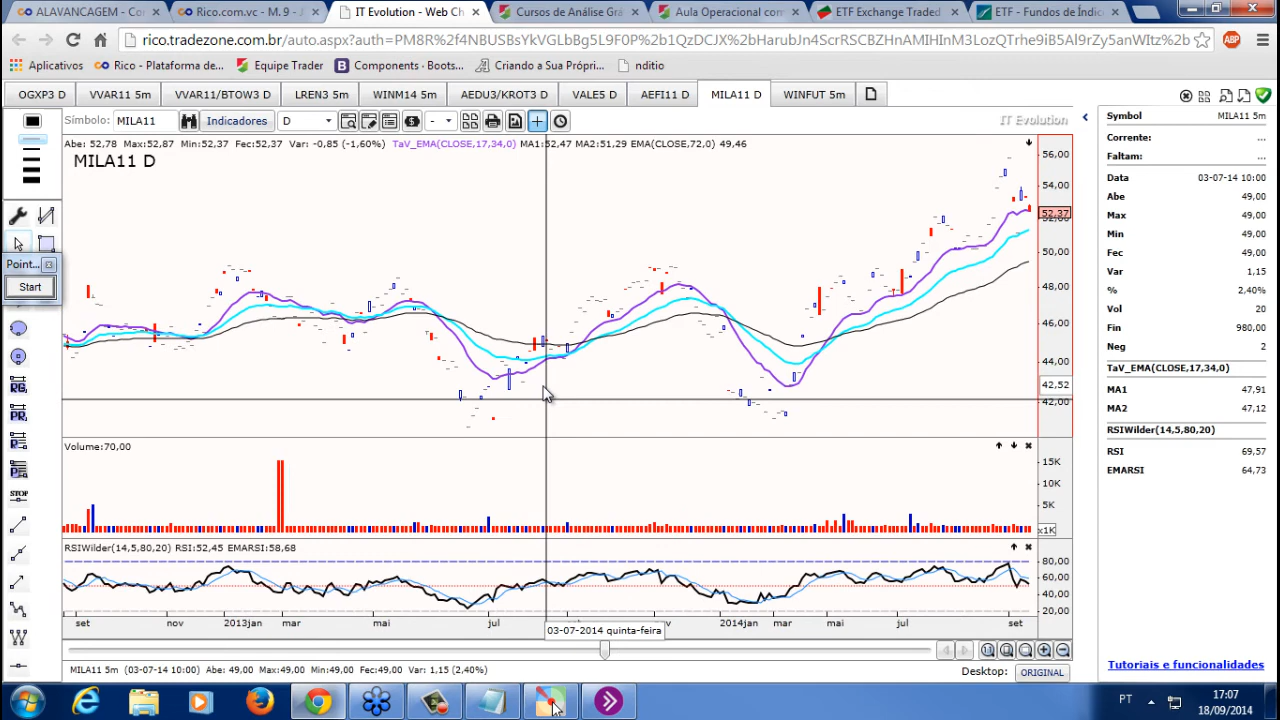 ALAVANCAGEM - Co
Rico.com.vc - M. 9 - J
IT Evolution - Web Ch
Cursos de Análise Grá
Aula Operacional com
ETF Exchange Traded
ETF - Fundos de Índic
rico.tradezone.com.br/auto.aspx?auth=PM8R%2f4NBUSBsYkVGLhBg5L9F0P%2b1QzDCJX%2bHarubJn4ScrRSCBZHnAMIHInM3LozQTrhe9iB5Al9rZy5anWItz%2b
Aplicativos
Rico - Plataforma de...
Equipe Trader
Components · Boots...
Criando a Sua Própri...
nditio
OGXP3 D
VVAR11 5m
VVAR11/BTOW3 D
LREN3 5m
WINM14 5m
AEDU3/KROT3 D
VALE5 D
AEFI11 D
MILA11 D
WINFUT 5m
Símbolo: MILA11
Indicadores
D
IT Evolution
Abe: 52,78 Max:52,87 Min:52,37 Fec:52,37 Var: -0,85 (-1,60%) TaV_EMA(CLOSE,17,34,0) MA1:52,47 MA2:51,29 EMA(CLOSE,72,0) 49,46
MILA11 D
56,00
54,00
52,37
52,00
50,00
48,00
46,00
44,00
42,52
42,00
Point...
Start
RG
PR
STOP
Volume:70,00
15K
10K
5K
x1K
RSIWilder(14,5,80,20) RSI:52,45 EMARSI:58,68
80,00
60,00
40,00
20,00
set
nov
2013jan
mar
mai
jul
2014jan
mar
mai
jul
set
03-07-2014 quinta-feira
MILA11 5m (03-07-14 10:00) Abe: 49,00 Max:49,00 Min:49,00 Fec:49,00 Var: 1,15 (2,40%)
Desktop: ORIGINAL
Symbol MILA11 5m
Corrente: ...
Faltam: ...
Data 03-07-14 10:00
Abe 49,00
Max 49,00
Min 49,00
Fec 49,00
Var 1,15
% 2,40%
Vol 20
Fin 980,00
Neg 2
TaV_EMA(CLOSE,17,34,0)
MA1 47,91
MA2 47,12
RSIWilder(14,5,80,20)
RSI 69,57
EMARSI 64,73
Tutoriais e funcionalidades
PT
17:07
18/09/2014